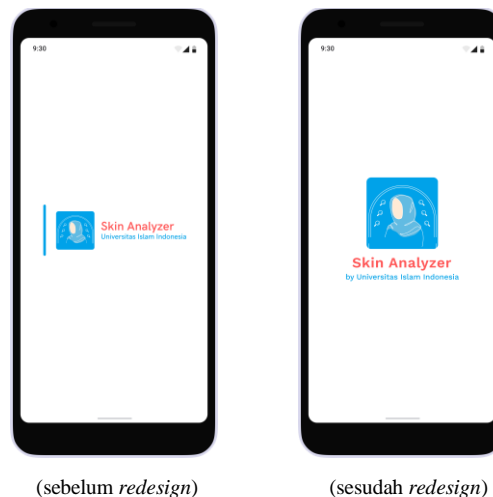 9:30
Skin Analyzer
Universitas Islam Indonesia
(sebelum redesign)
9:30
Skin Analyzer
by Universitas Islam Indonesia
(sesudah redesign)